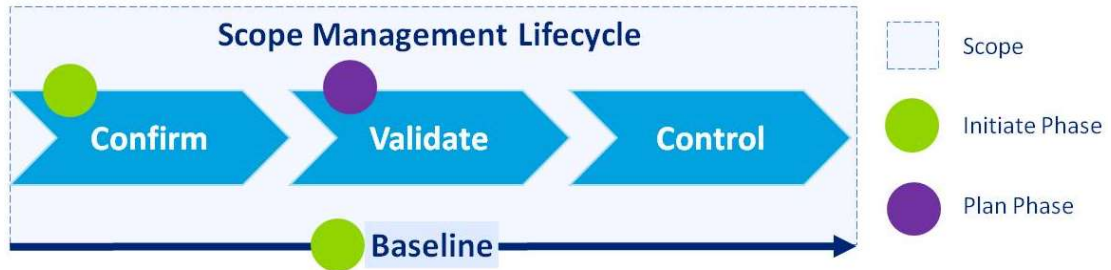 Scope Management Lifecycle
Confirm
Validate
Control
Baseline
Scope
Initiate Phase
Plan Phase